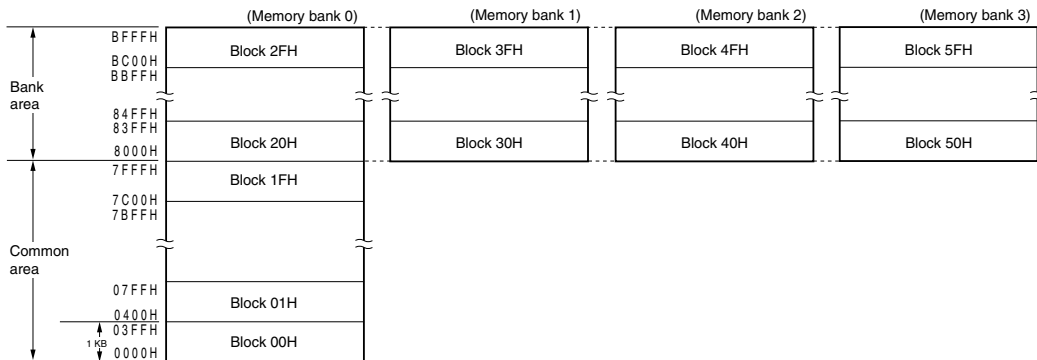 (Memory bank 0) (Memory bank 1) (Memory bank 2) (Memory bank 3)
BFFFH
Block 2FH Block 3FH Block 4FH Block 5FH
BC00H
BBFFH
Bank
area
84FFH
83FFH
Block 20H Block 30H Block 40H Block 50H
8000H
7FFFH
Block 1FH
7C00H
7BFFH
Common
area
07FFH
Block 01H
0400H
03FFH
1 KB
Block 00H
0000H